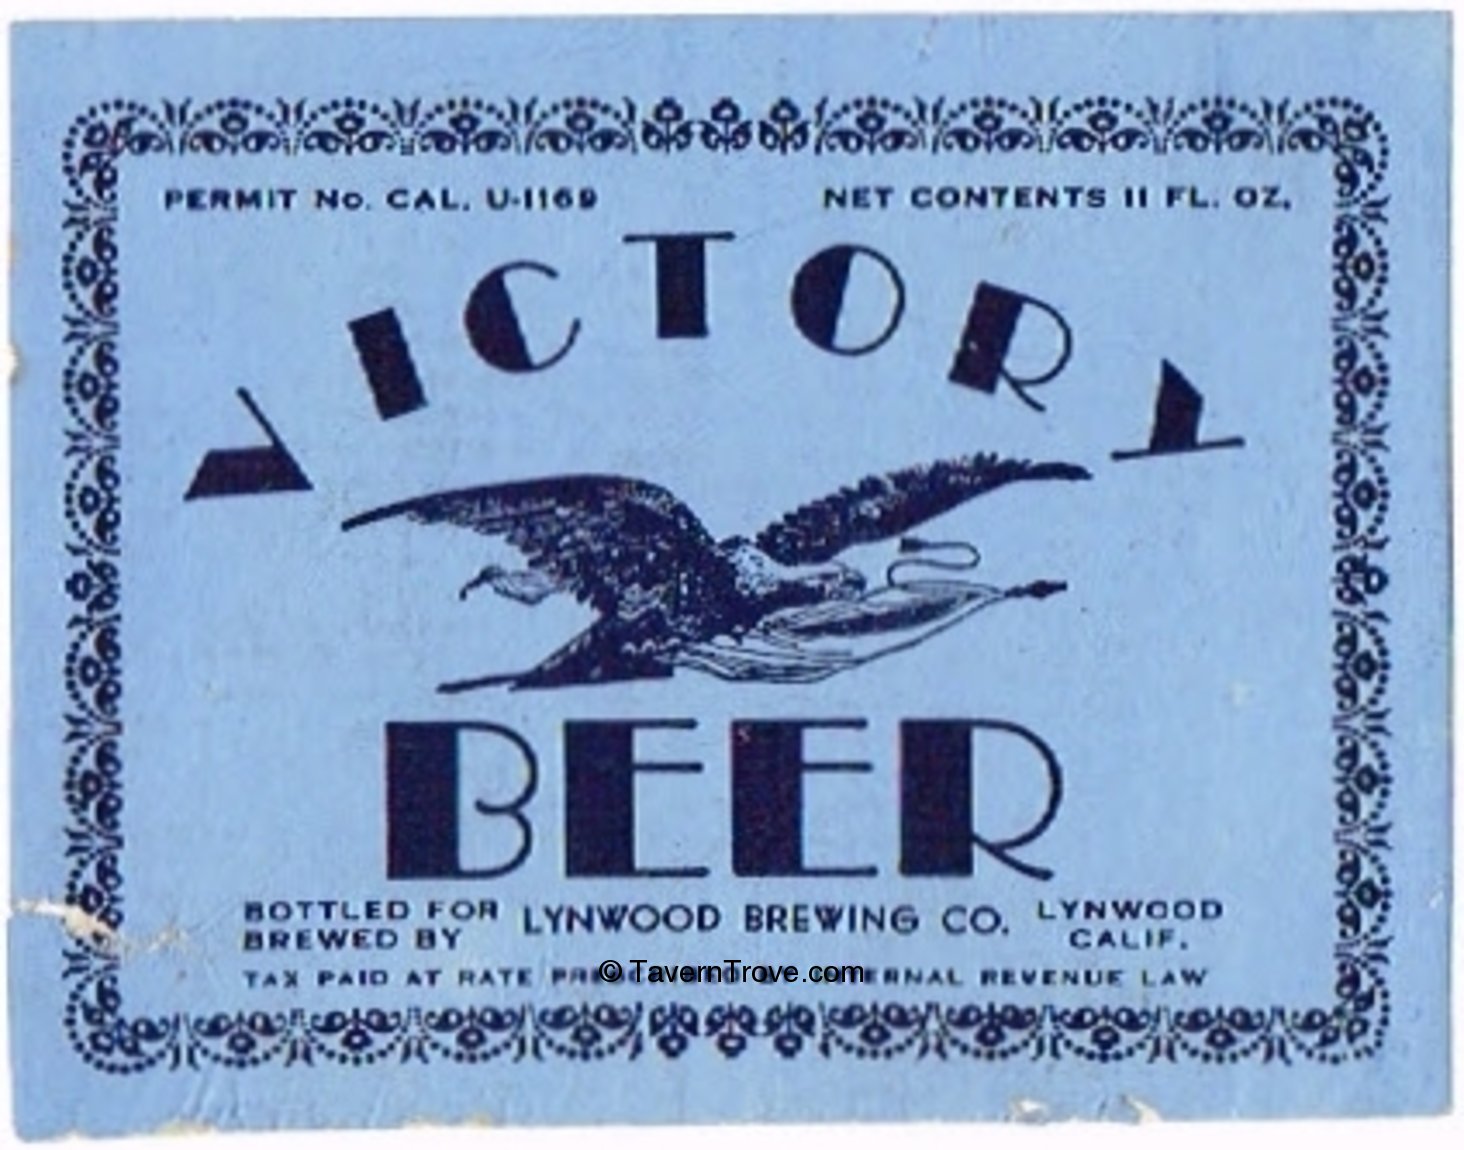 PERMIT No. CAL. U-1169
NET CONTENTS 11 FL. OZ.
VICTORY
BEER
BOTTLED FOR
BREWED BY
LYNWOOD BREWING CO.
LYNWOOD
CALIF.
TAX PAID AT RATE INTERNAL REVENUE LAW
© TavernTrove.com